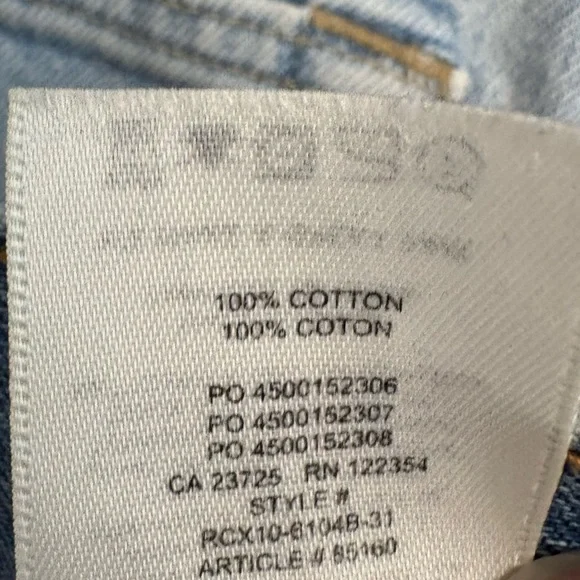 100% COTTON
100% COTON
PO 4500152306
PO 4500152307
PO 4500152308
CA 23725 RN 122354
STYLE #
RCX10-6104B-31
ARTICLE # 85160